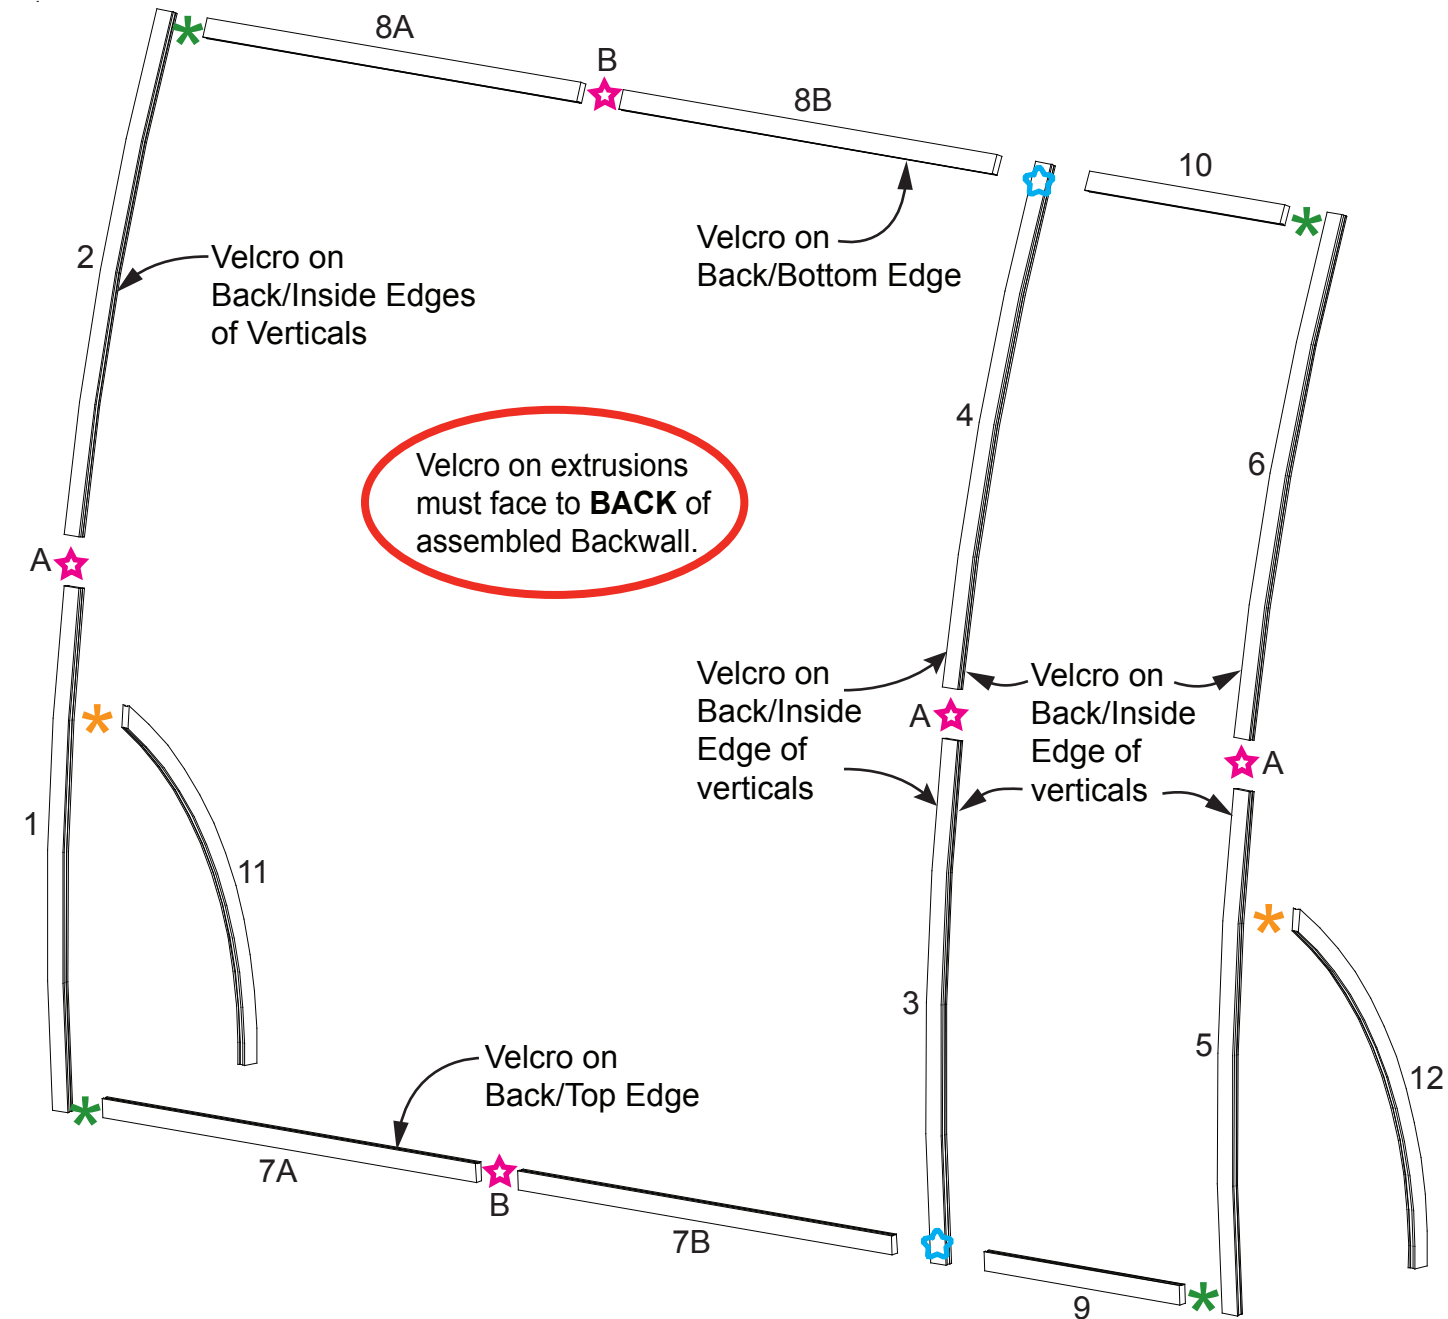 8A
B
8B
10
2
Velcro on
Back/Inside Edges
of Verticals
Velcro on
Back/Bottom Edge
4
6
Velcro on extrusions
must face to BACK of
assembled Backwall.
A
Velcro on
Back/Inside
Edge of
verticals
A
Velcro on
Back/Inside
Edge of
verticals
A
1
11
3
5
12
Velcro on
Back/Top Edge
7A
B
7B
9